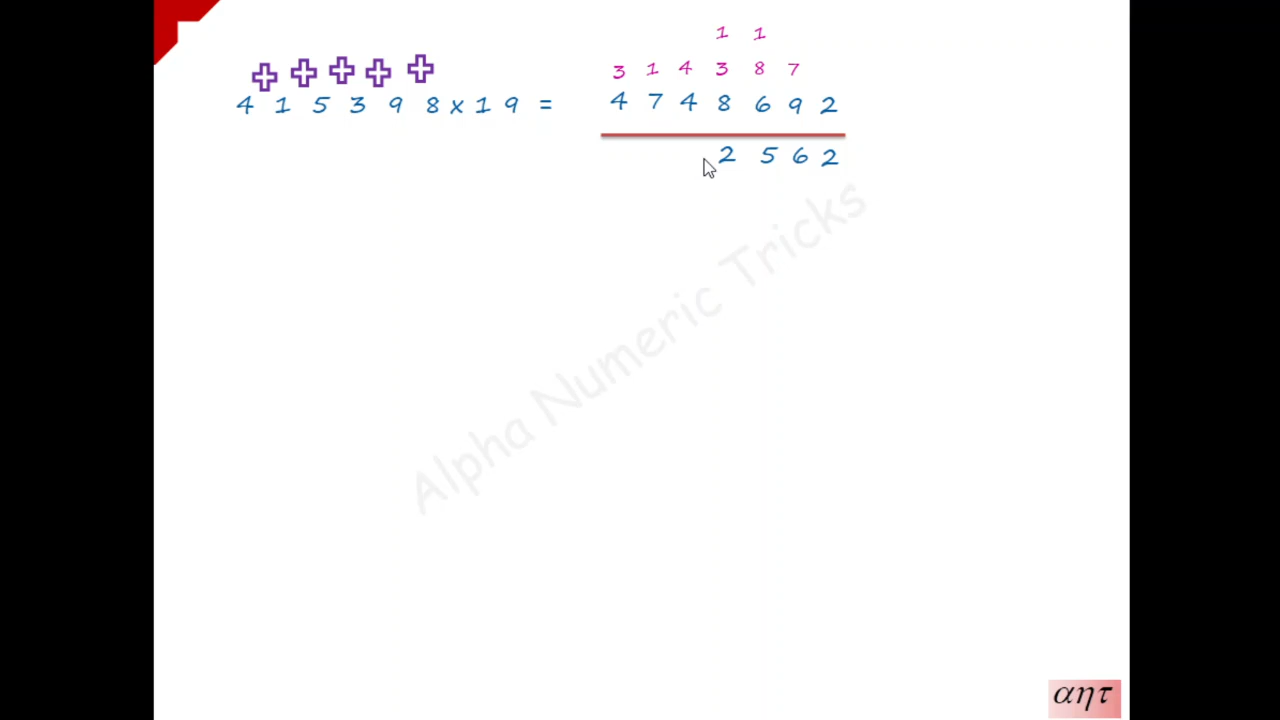 1 1
3 1 4 3 8 7
4 1 5 3 9 8 x 1 9 = 4 7 4 8 6 9 2
2 5 6 2
Alpha Numeric Tricks
αητ